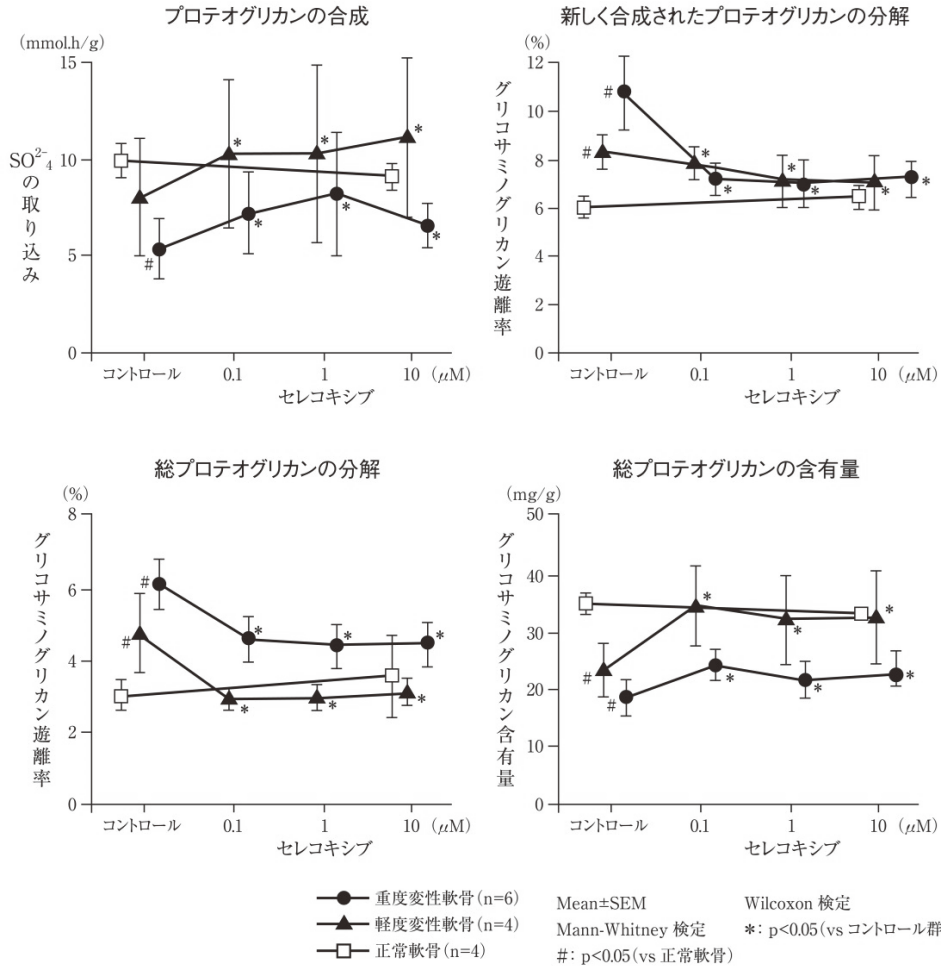 プロテオグリカンの合成
(mmol.h/g)
15
10
5
0
SO²⁻₄の取り込み
#
*
*
*
*
*
*
コントロール 0.1 1 10 (μM)
セレコキシブ
新しく合成されたプロテオグリカンの分解
(%)
12
10
8
6
4
2
0
グリコサミノグリカン遊離率
#
#
*
*
*
*
*
*
コントロール 0.1 1 10 (μM)
セレコキシブ
総プロテオグリカンの分解
(%)
8
6
4
2
0
グリコサミノグリカン遊離率
#
#
*
*
*
*
*
*
コントロール 0.1 1 10 (μM)
セレコキシブ
総プロテオグリカンの含有量
(mg/g)
50
40
30
20
10
0
グリコサミノグリカン含有量
#
#
*
*
*
*
*
*
コントロール 0.1 1 10 (μM)
セレコキシブ
重度変性軟骨(n=6)
軽度変性軟骨(n=4)
正常軟骨(n=4)
Mean±SEM
Mann-Whitney 検定
#: p<0.05(vs 正常軟骨)
Wilcoxon 検定
*: p<0.05(vs コントロール群